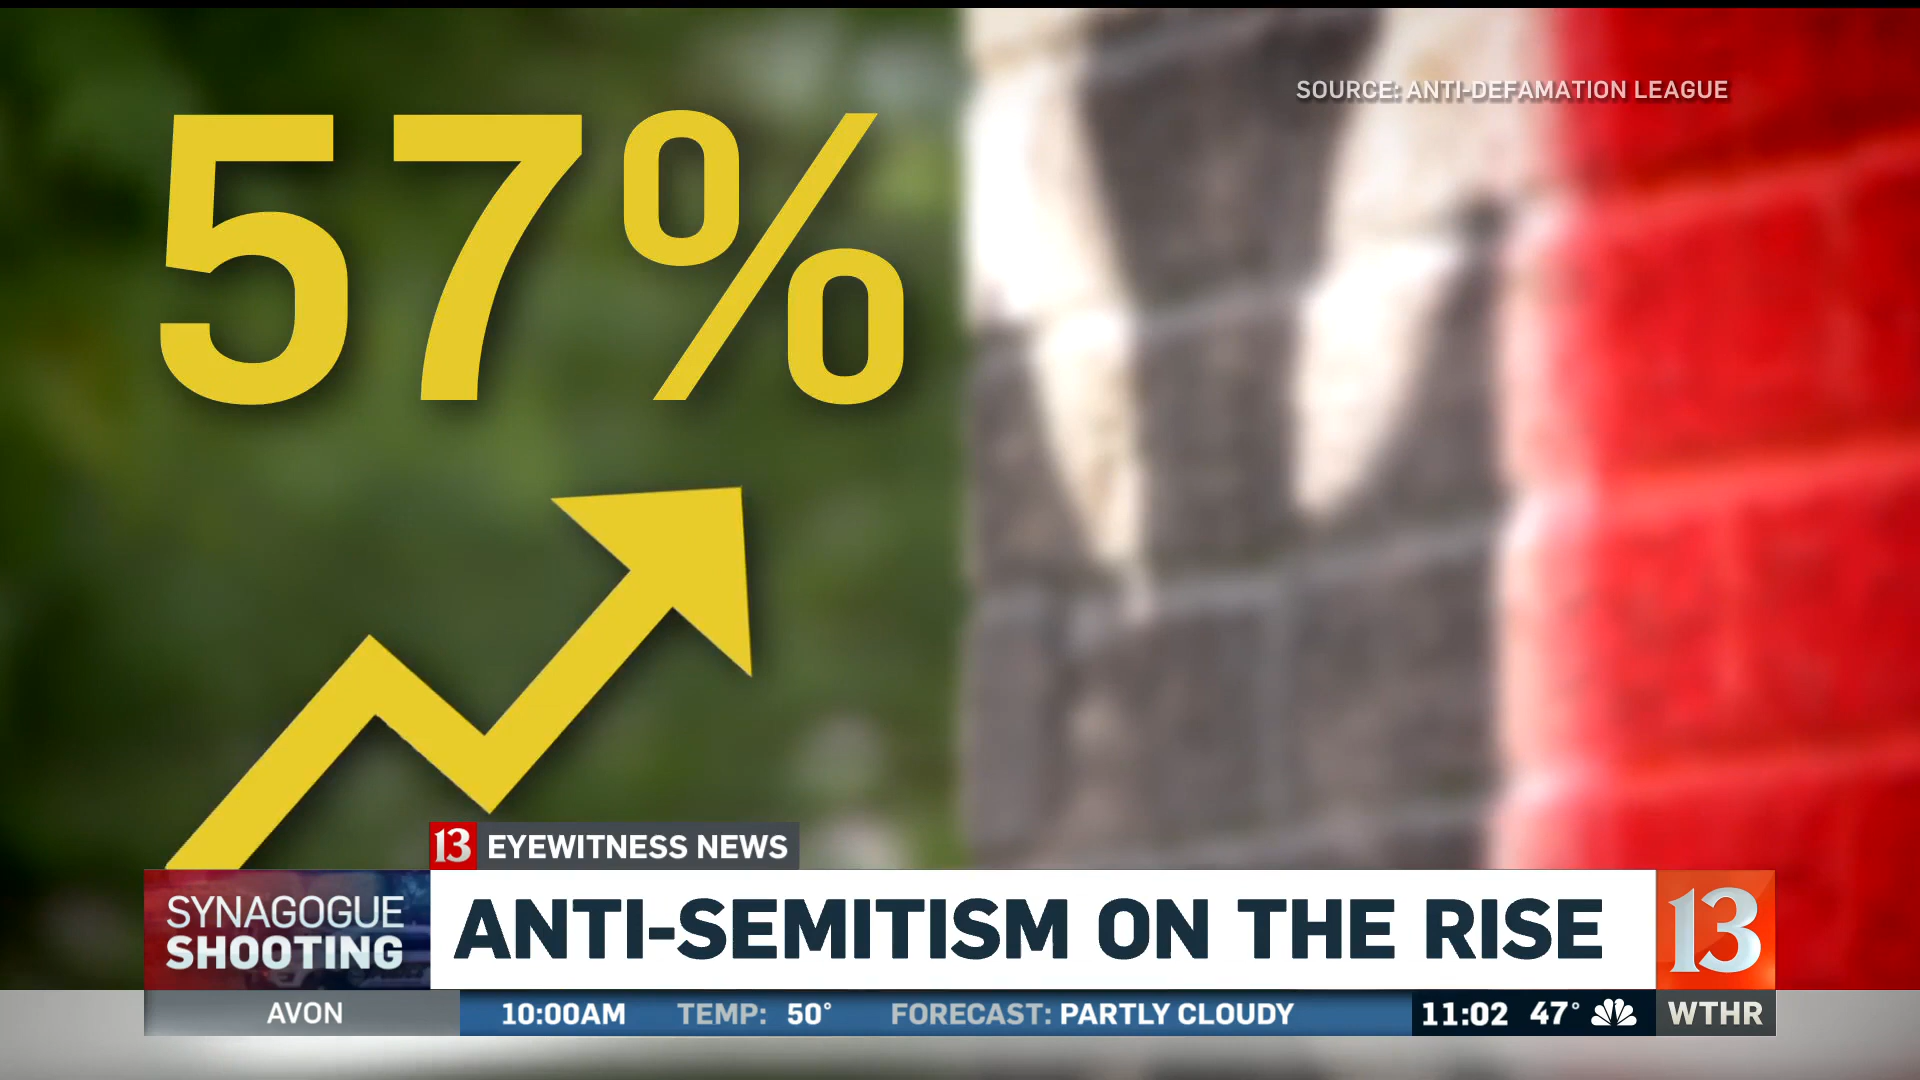 SOURCE: ANTI-DEFAMATION LEAGUE
57%
13 EYEWITNESS NEWS
SYNAGOGUE
SHOOTING
ANTI-SEMITISM ON THE RISE
13
AVON 10:00AM TEMP: 50° FORECAST: PARTLY CLOUDY 11:02 47° WTHR